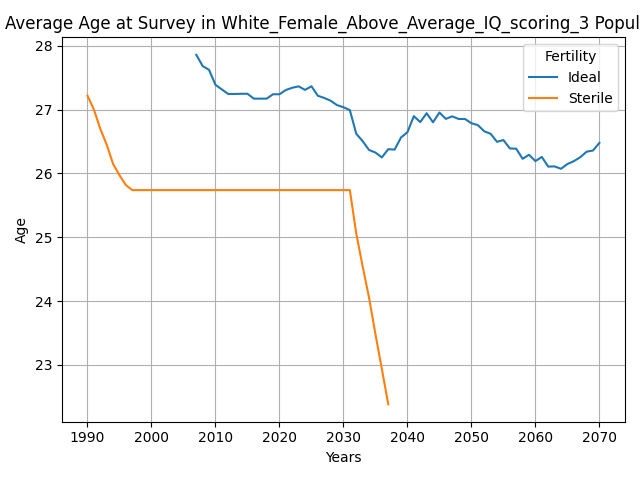 Average Age at Survey in White_Female_Above_Average_IQ_scoring_3 Popul
28
27
26
25
24
23
Age
Fertility
Ideal
Sterile
1990 2000 2010 2020 2030 2040 2050 2060 2070
Years